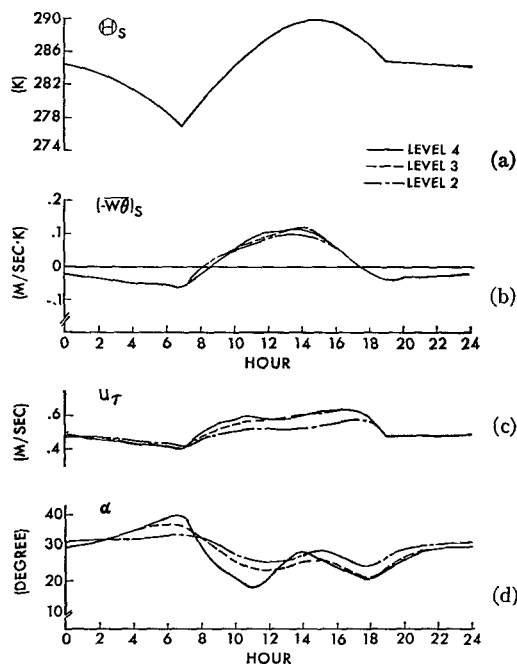 290
286
282
278
274
(K)
Θs
LEVEL 4
LEVEL 3
LEVEL 2
(a)
.2
.1
0
-.1
(M/SEC·K)
(-wθ)s
(b)
0 2 4 6 8 10 12 14 16 18 20 22 24
HOUR
.6
.4
(M/SEC)
uτ
(c)
40
30
20
10
(DEGREE)
α
(d)
0 2 4 6 8 10 12 14 16 18 20 22 24
HOUR